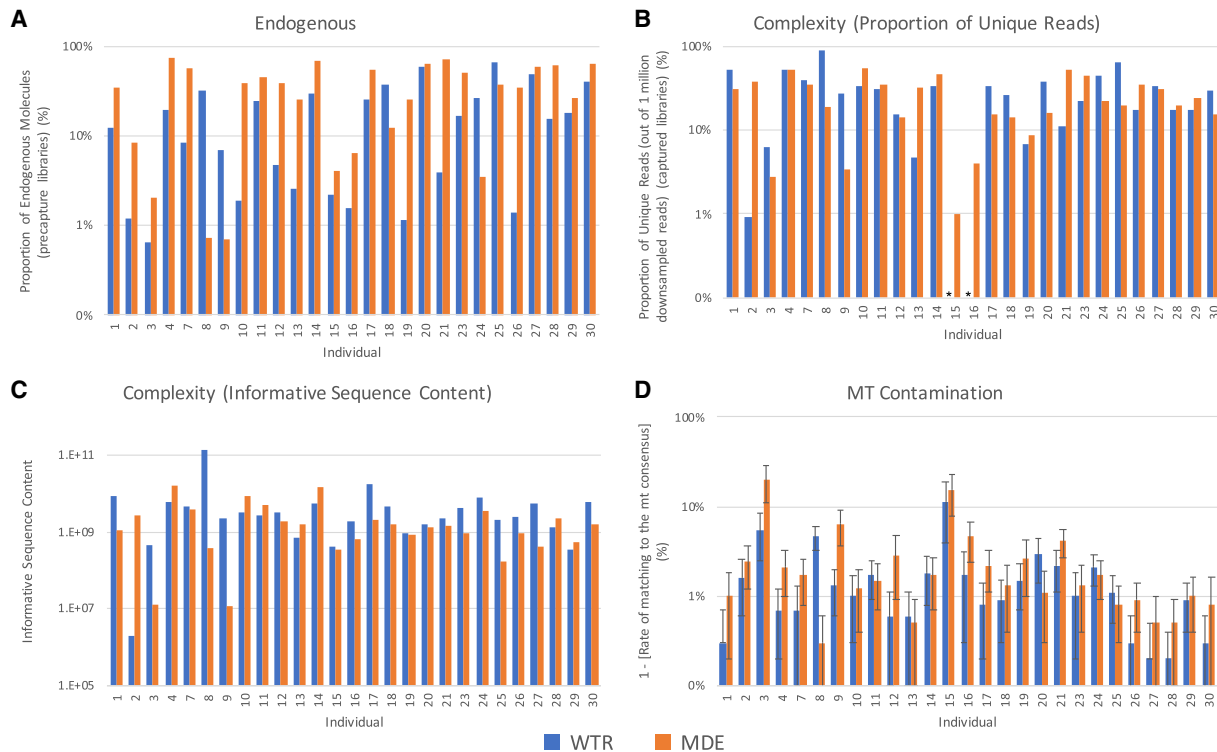 A
Endogenous
Proportion of Endogenous Molecules
(precapture libraries) (%)
100%
10%
1%
0%
1 2 3 4 7 8 9 10 11 12 13 14 15 16 17 18 19 20 21 23 24 25 26 27 28 29 30
Individual
B
Complexity (Proportion of Unique Reads)
Proportion of Unique Reads (out of 1 million
downsampled reads) (captured libraries) (%)
100%
10%
1%
0%
* *
1 2 3 4 7 8 9 10 11 12 13 14 15 16 17 18 19 20 21 23 24 25 26 27 28 29 30
Individual
C
Complexity (Informative Sequence Content)
Informative Sequence Content
1.E+11
1.E+09
1.E+07
1.E+05
1 2 3 4 7 8 9 10 11 12 13 14 15 16 17 18 19 20 21 23 24 25 26 27 28 29 30
Individual
D
MT Contamination
1 - [Rate of matching to the mt consensus]
(%)
100%
10%
1%
0%
1 2 3 4 7 8 9 10 11 12 13 14 15 16 17 18 19 20 21 23 24 25 26 27 28 29 30
Individual
WTR MDE